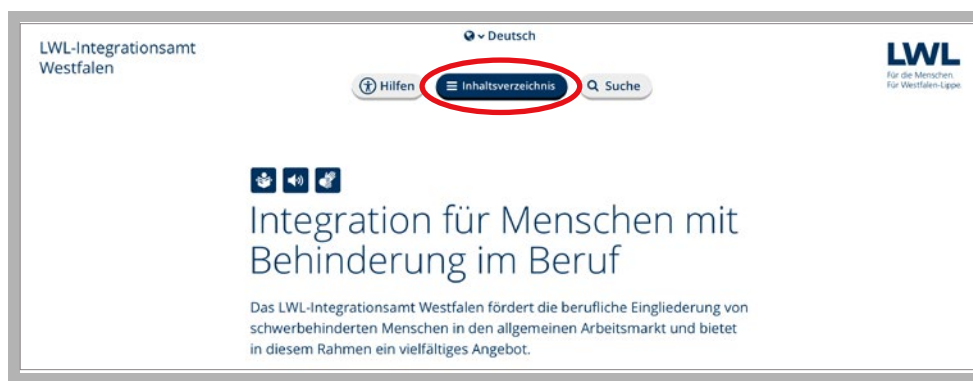 Deutsch
LWL-Integrationsamt
Westfalen
LWL
Für die Menschen.
Für Westfalen-Lippe.
Hilfen
Inhaltsverzeichnis
Suche
Integration für Menschen mit
Behinderung im Beruf
Das LWL-Integrationsamt Westfalen fördert die berufliche Eingliederung von
schwerbehinderten Menschen in den allgemeinen Arbeitsmarkt und bietet
in diesem Rahmen ein vielfältiges Angebot.